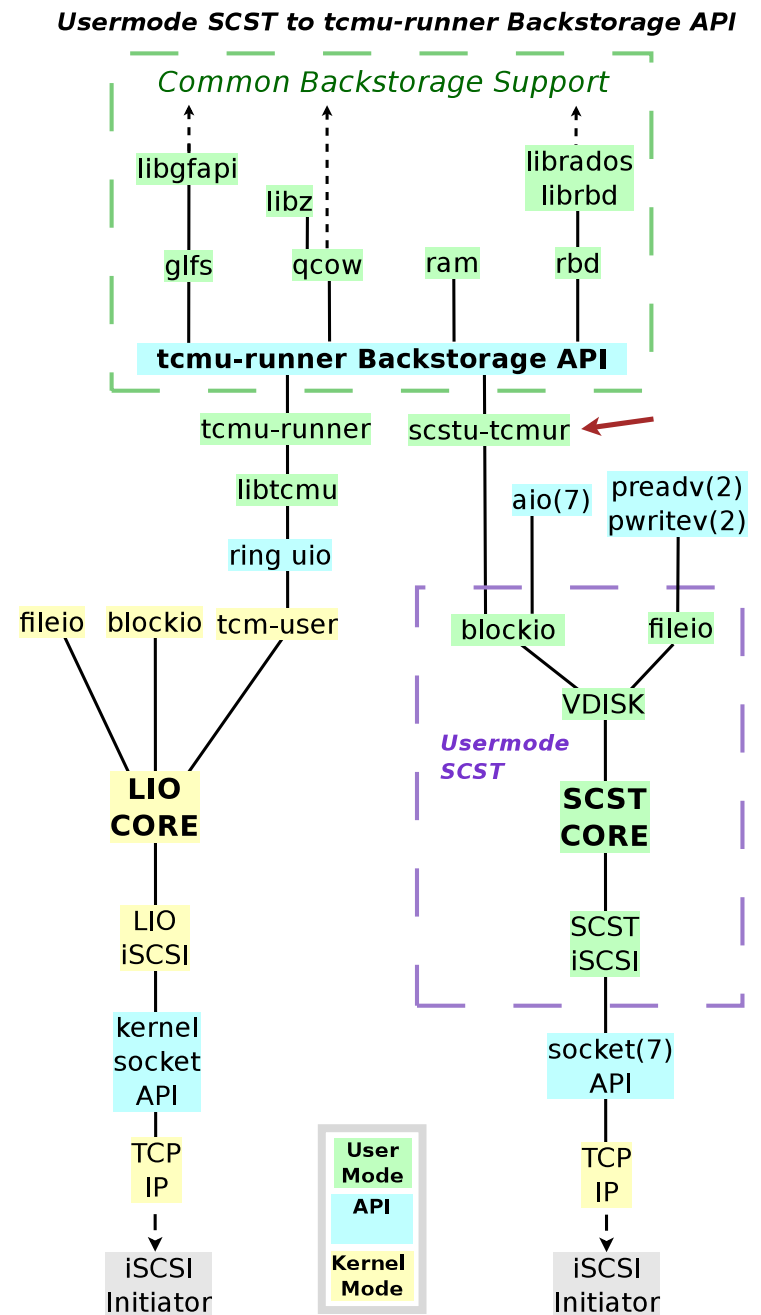 Usermode SCST to tcmu-runner Backstorage API
Common Backstorage Support
libgfapi
librados
librbd
libz
glfs
qcow
ram
rbd
tcmu-runner Backstorage API
tcmu-runner
scstu-tcmur
libtcmu
aio(7)
preadv(2)
pwritev(2)
ring uio
fileio
blockio
tcm-user
blockio
fileio
VDISK
Usermode
SCST
LIO
CORE
SCST
CORE
LIO
iSCSI
SCST
iSCSI
kernel
socket
API
socket(7)
API
TCP
IP
TCP
IP
User
Mode
API
Kernel
Mode
iSCSI
Initiator
iSCSI
Initiator